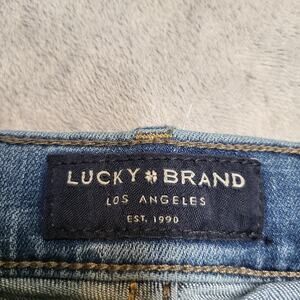 LUCKY BRAND
LOS ANGELES
EST. 1990